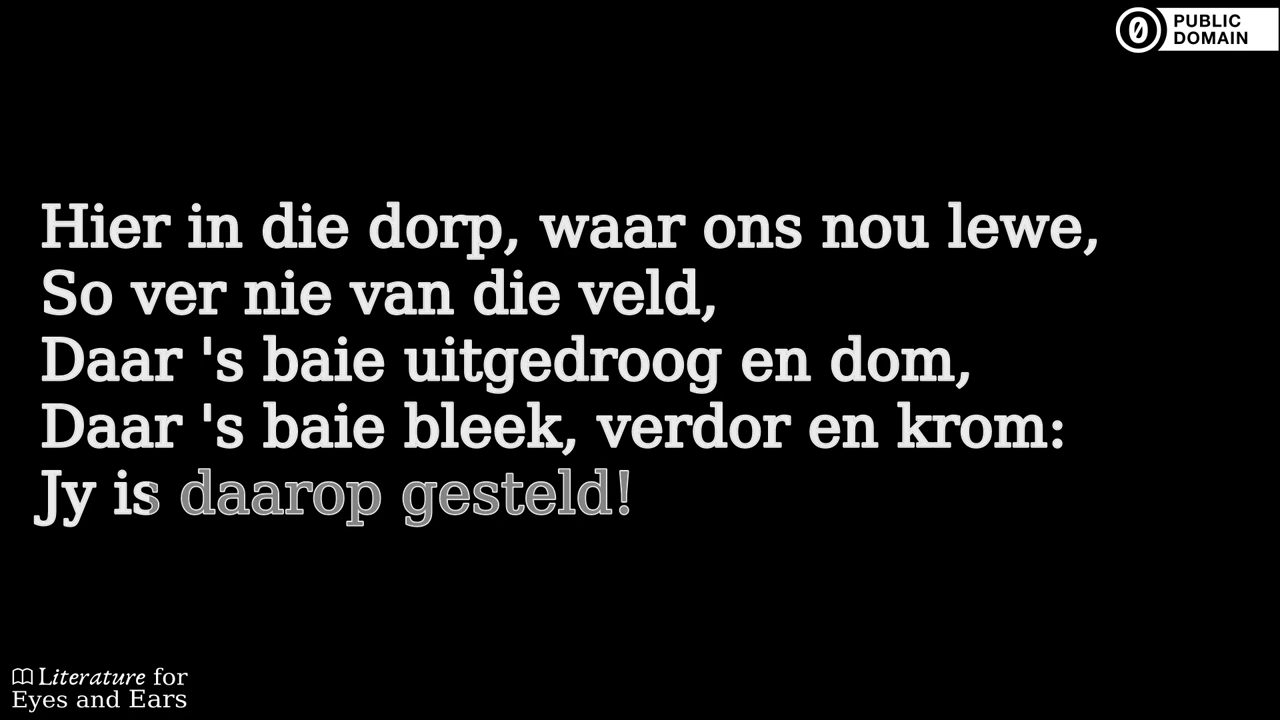 PUBLIC
DOMAIN
Hier in die dorp, waar ons nou lewe,
So ver nie van die veld,
Daar 's baie uitgedroog en dom,
Daar 's baie bleek, verdor en krom:
Jy is daarop gesteld!
Literature for
Eyes and Ears